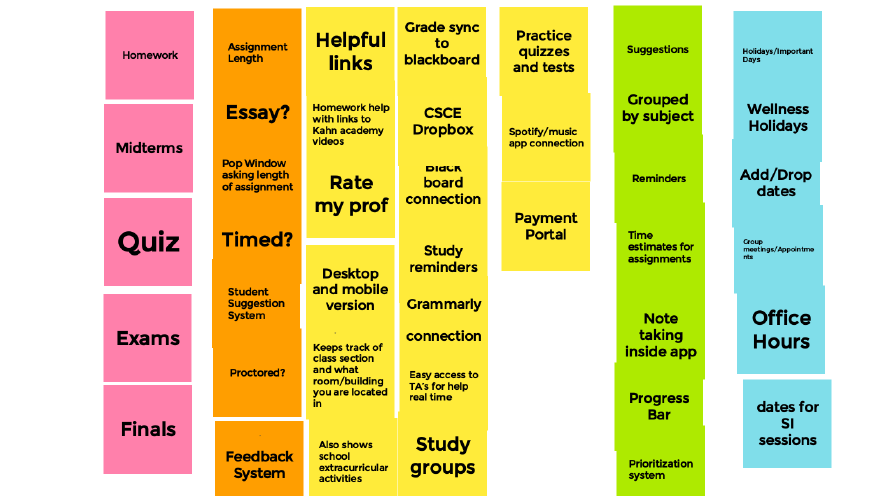 Homework
Midterms
Quiz
Exams
Finals
Assignment
Length
Essay?
Pop Window
asking length
of assignment
Timed?
Student
Suggestion
System
Proctored?
Feedback
System
Helpful
links
Homework help
with links to
Kahn academy
videos
Rate
my prof
Desktop
and mobile
version
Keeps track of
class section
and what
room/building
you are located
in
Also shows
school
extracurricular
activities
Grade sync
to
blackboard
CSCE
Dropbox
Black
board
connection
Study
reminders
Grammarly
connection
Easy access to
TA's for help
real time
Study
groups
Practice
quizzes
and tests
Spotify/music
app connection
Payment
Portal
Suggestions
Grouped
by subject
Reminders
Time
estimates for
assignments
Note
taking
inside app
Progress
Bar
Prioritization
system
Holidays/Important
Days
Wellness
Holidays
Add/Drop
dates
Group
meetings/Appointme
nts
Office
Hours
dates for
SI
sessions